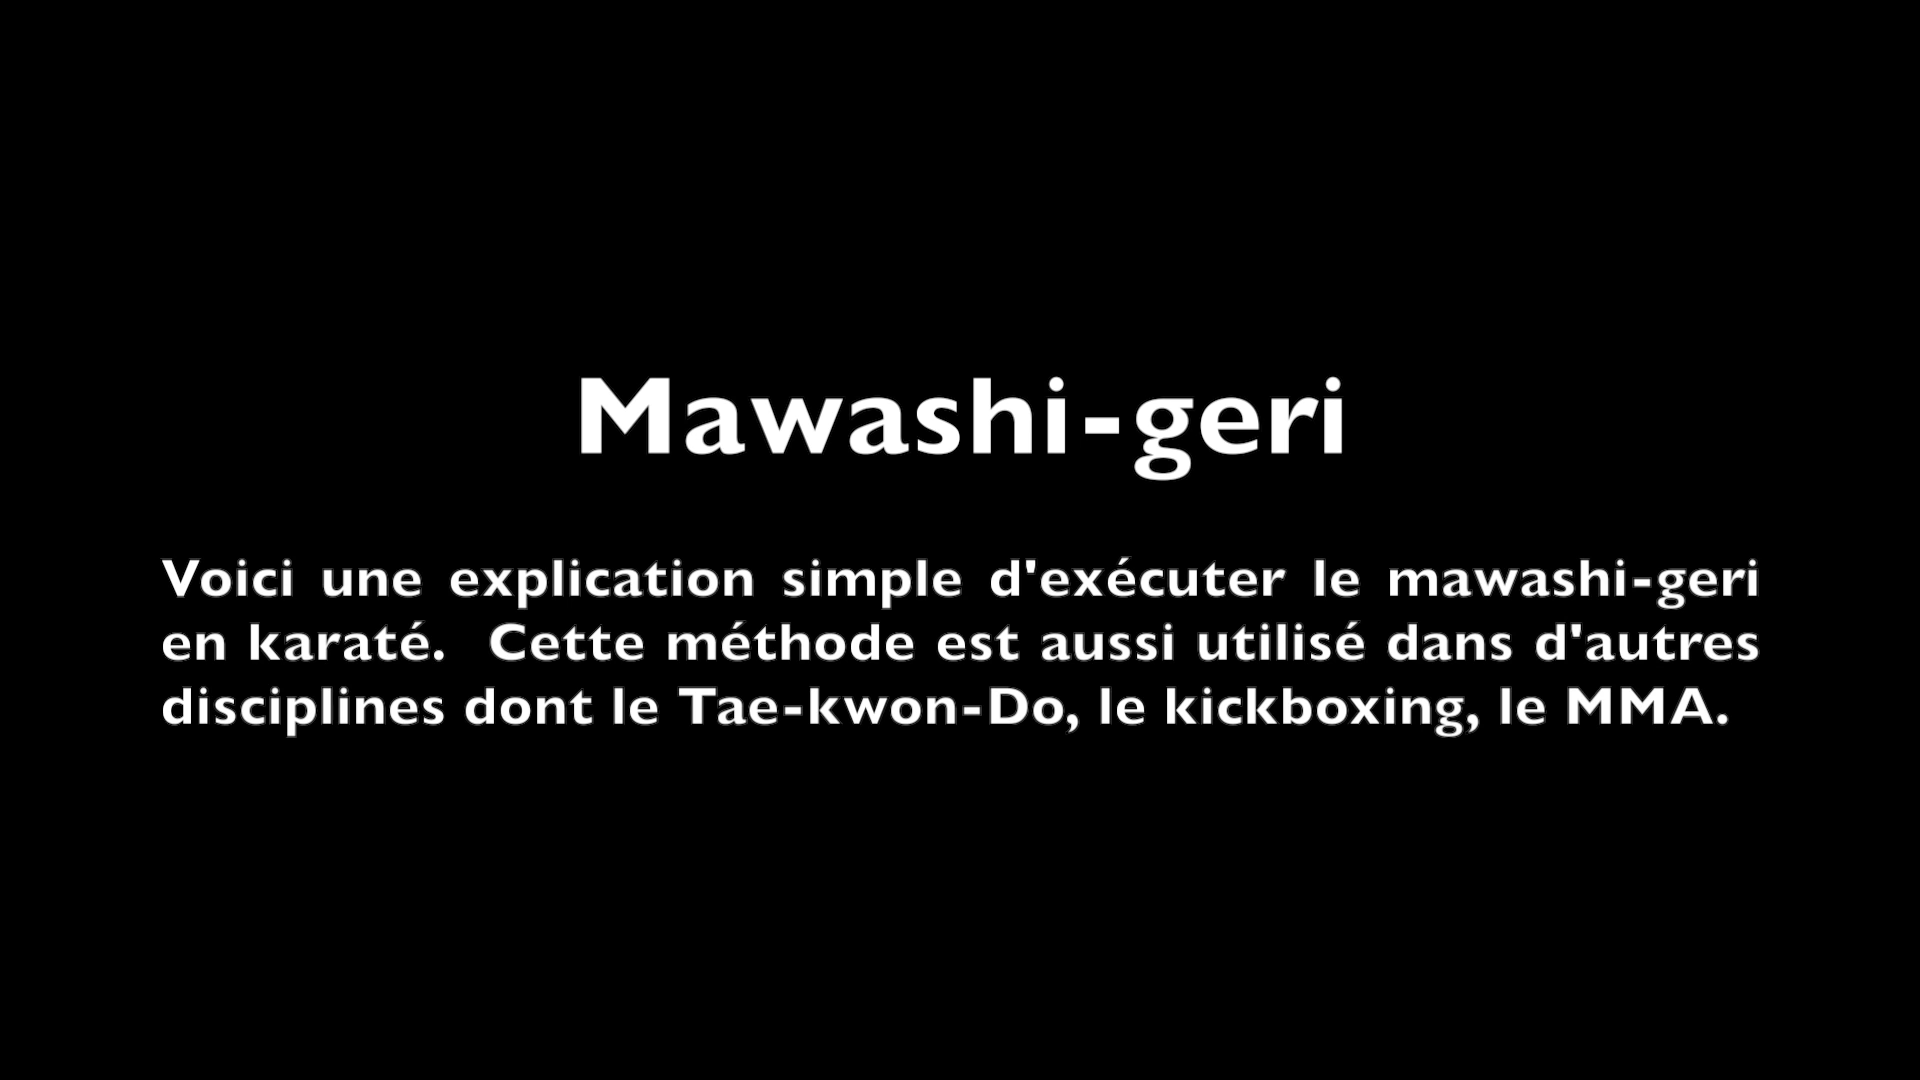 Mawashi-geri
Voici une explication simple d'exécuter le mawashi-geri
en karaté.  Cette méthode est aussi utilisé dans d'autres
disciplines dont le Tae-kwon-Do, le kickboxing, le MMA.